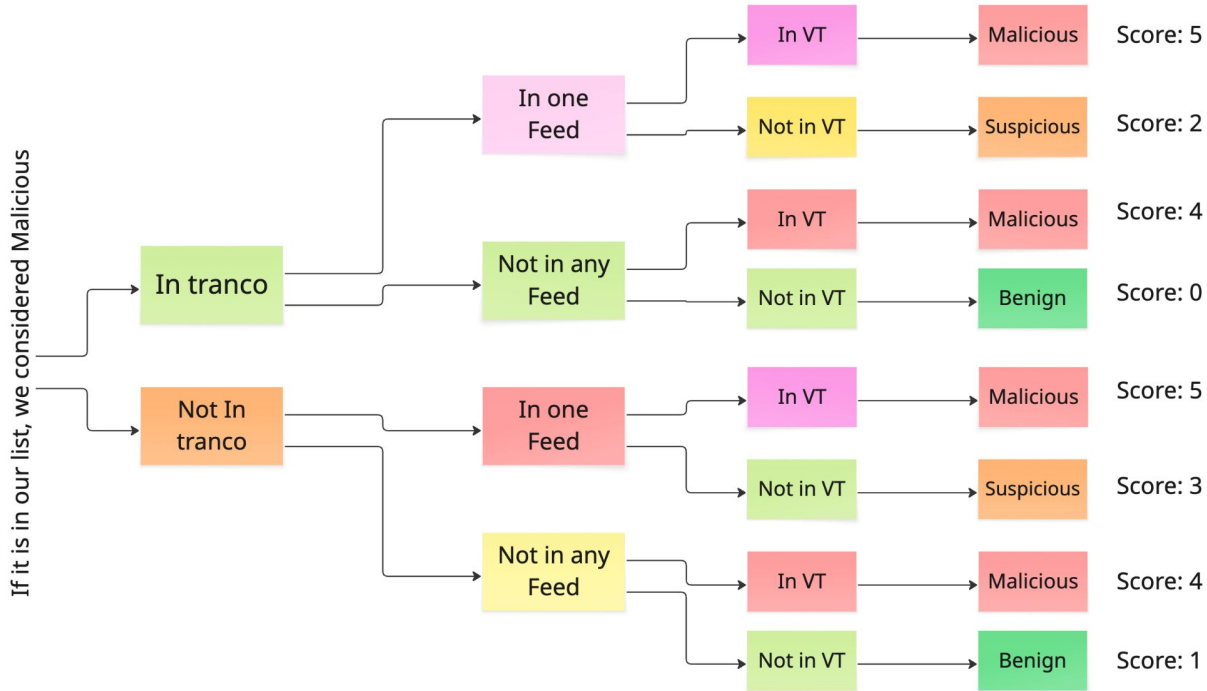 If it is in our list, we considered Malicious
In tranco
Not In
tranco
In one
Feed
Not in any
Feed
In one
Feed
Not in any
Feed
In VT
Malicious
Score: 5
Not in VT
Suspicious
Score: 2
In VT
Malicious
Score: 4
Not in VT
Benign
Score: 0
In VT
Malicious
Score: 5
Not in VT
Suspicious
Score: 3
In VT
Malicious
Score: 4
Not in VT
Benign
Score: 1